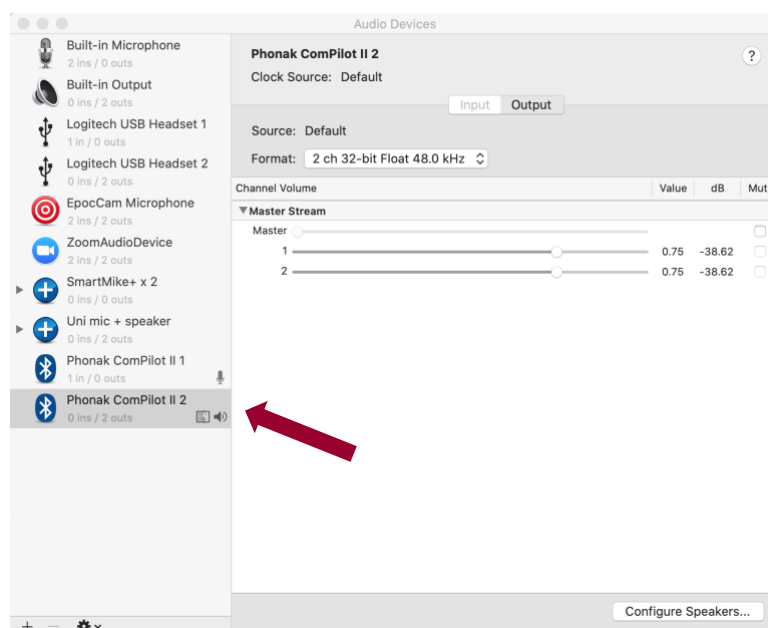 Audio Devices
Built-in Microphone
2 ins / 0 outs
Built-in Output
0 ins / 2 outs
Logitech USB Headset 1
1 in / 0 outs
Logitech USB Headset 2
0 ins / 2 outs
EpocCam Microphone
2 ins / 0 outs
ZoomAudioDevice
2 ins / 2 outs
SmartMike+ x 2
0 ins / 0 outs
Uni mic + speaker
0 ins / 2 outs
Phonak ComPilot II 1
1 in / 0 outs
Phonak ComPilot II 2
0 ins / 2 outs
Phonak ComPilot II 2
?
Clock Source: Default
Input Output
Source: Default
Format: 2 ch 32-bit Float 48.0 kHz
Channel Volume Value dB Mut
Master Stream
Master
1 0.75 -38.62
2 0.75 -38.62
Configure Speakers...